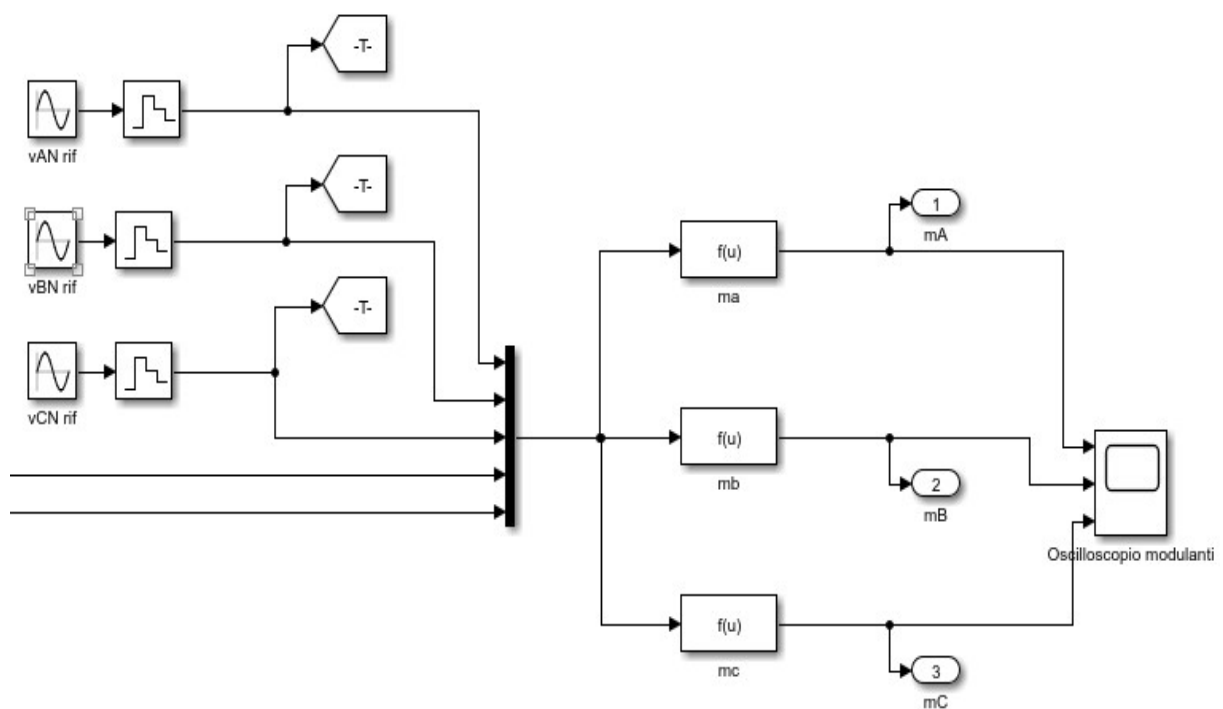 -T-
vAN rif
-T-
vBN rif
-T-
vCN rif
f(u)
ma
1
mA
f(u)
mb
2
mB
Oscilloscopio modulanti
f(u)
mc
3
mC